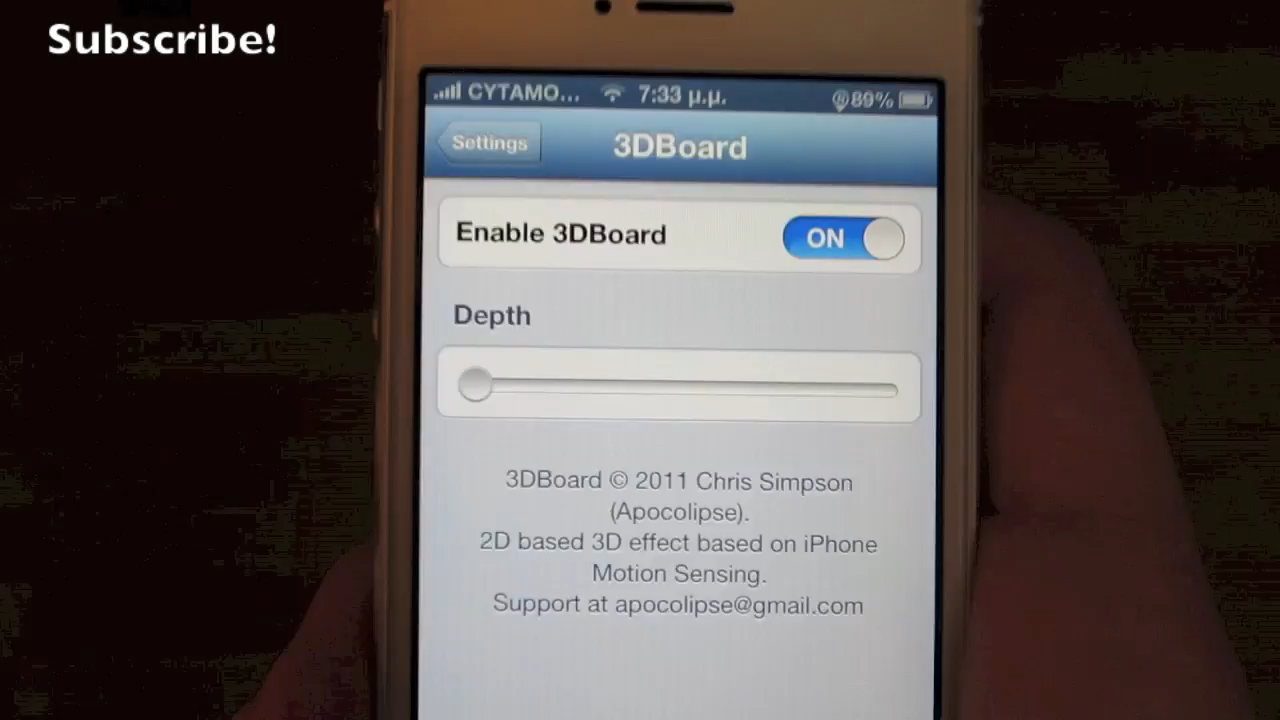 Subscribe!
CYTAMO... 7:33 μ.μ. 89%
Settings 3DBoard
Enable 3DBoard ON
Depth
3DBoard © 2011 Chris Simpson
(Apocolipse).
2D based 3D effect based on iPhone
Motion Sensing.
Support at apocolipse@gmail.com